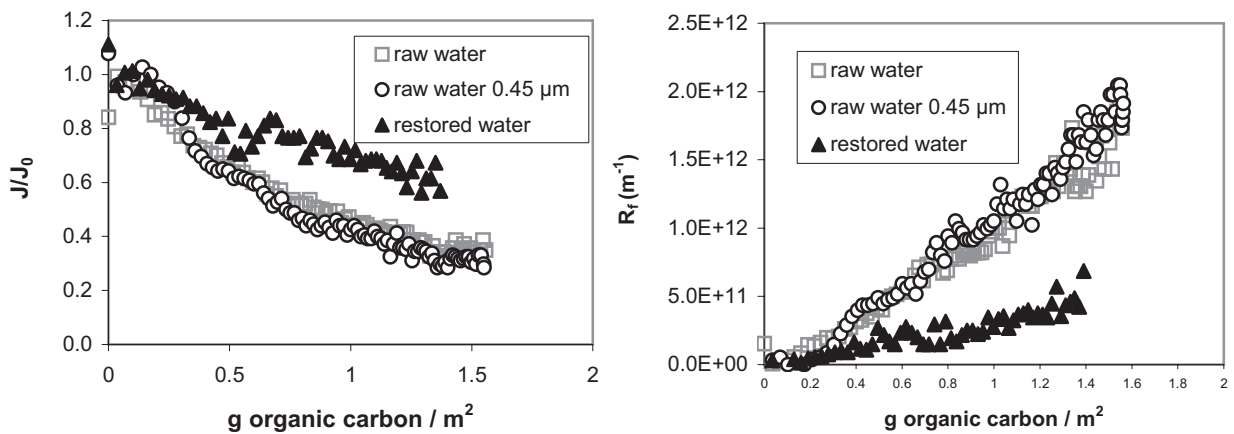 1.2
1.0
0.8
0.6
0.4
0.2
0.0
J/J₀
0
0.5
1
1.5
2
g organic carbon / m²
raw water
raw water 0.45 µm
restored water
2.5E+12
2.0E+12
1.5E+12
1.0E+12
5.0E+11
0.0E+00
R_f (m⁻¹)
0
0.2
0.4
0.6
0.8
1
1.2
1.4
1.6
1.8
2
g organic carbon / m²
raw water
raw water 0.45 µm
restored water